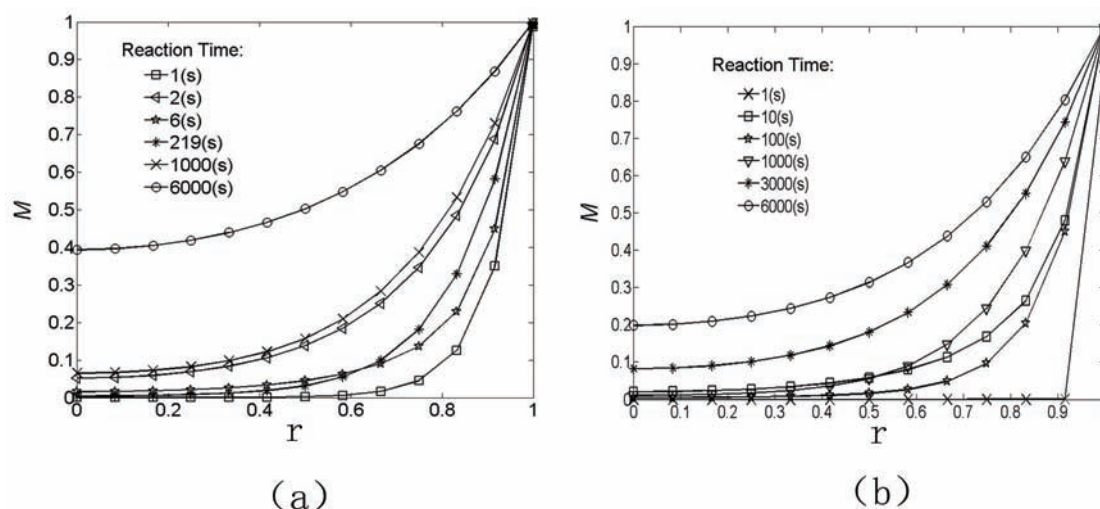 Reaction Time:
1(s)
2(s)
6(s)
219(s)
1000(s)
6000(s)
M
1
0.9
0.8
0.7
0.6
0.5
0.4
0.3
0.2
0.1
0
0 0.2 0.4 0.6 0.8 1
r
(a)
Reaction Time:
1(s)
10(s)
100(s)
1000(s)
3000(s)
6000(s)
M
1
0.9
0.8
0.7
0.6
0.5
0.4
0.3
0.2
0.1
0
0 0.1 0.2 0.3 0.4 0.5 0.6 0.7 0.8 0.9
r
(b)